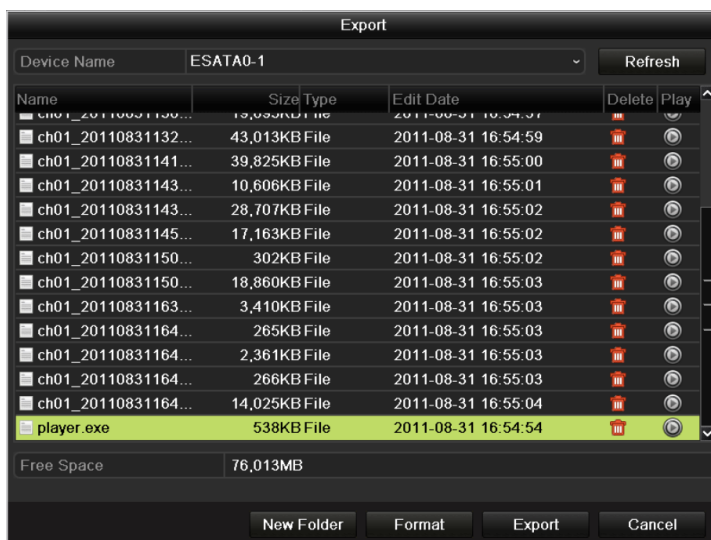 Export
Device Name ESATA0-1 Refresh
Name Size Type Edit Date Delete Play
ch01_20110831132... 43,013KB File 2011-08-31 16:54:59
ch01_20110831141... 39,825KB File 2011-08-31 16:55:00
ch01_20110831143... 10,606KB File 2011-08-31 16:55:01
ch01_20110831143... 28,707KB File 2011-08-31 16:55:02
ch01_20110831145... 17,163KB File 2011-08-31 16:55:02
ch01_20110831150... 302KB File 2011-08-31 16:55:02
ch01_20110831150... 18,860KB File 2011-08-31 16:55:03
ch01_20110831163... 3,410KB File 2011-08-31 16:55:03
ch01_20110831164... 265KB File 2011-08-31 16:55:03
ch01_20110831164... 2,361KB File 2011-08-31 16:55:03
ch01_20110831164... 266KB File 2011-08-31 16:55:03
ch01_20110831164... 14,025KB File 2011-08-31 16:55:04
player.exe 538KB File 2011-08-31 16:54:54
Free Space 76,013MB
New Folder Format Export Cancel